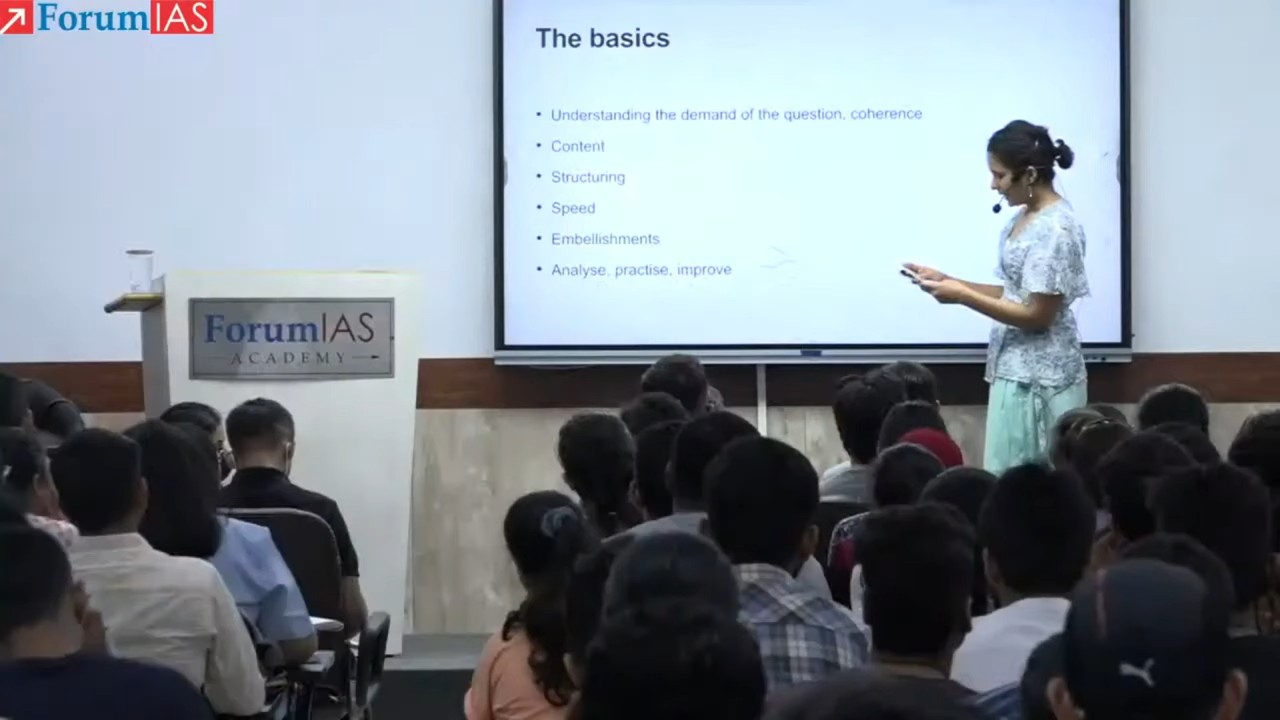 ForumIAS
The basics
• Understanding the demand of the question, coherence
• Content
• Structuring
• Speed
• Embellishments
• Analyse, practise, improve
ForumIAS
ACADEMY